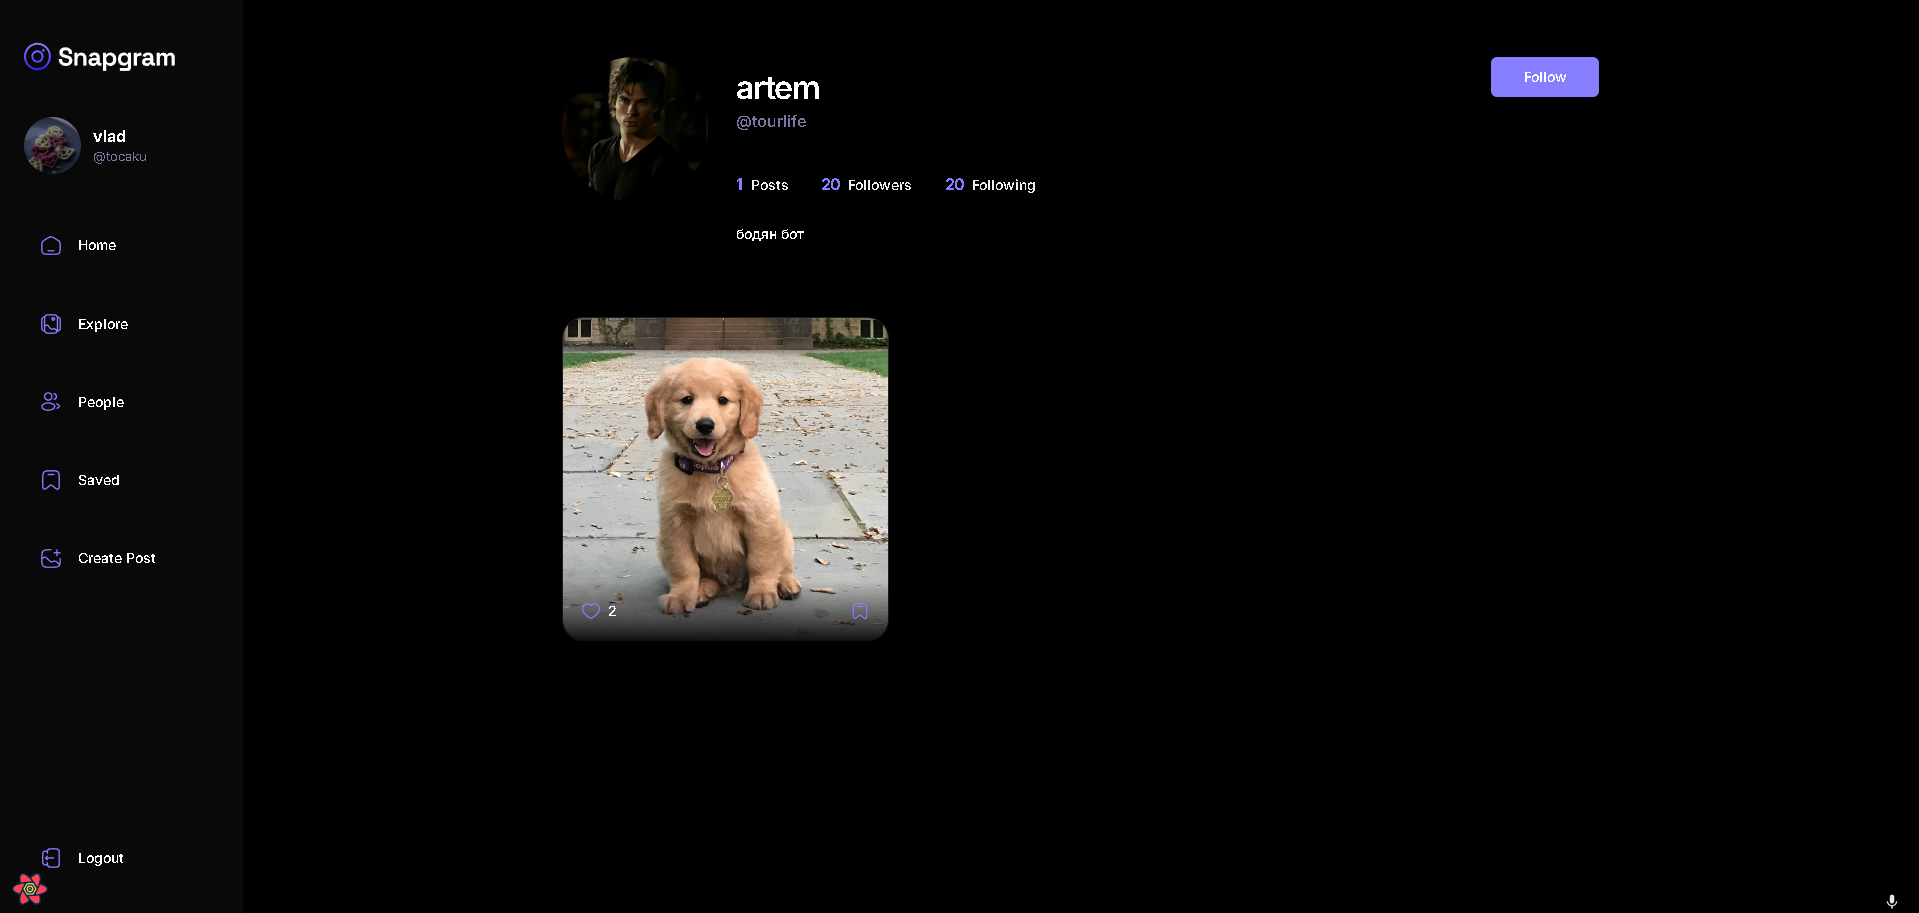 Snapgram
vlad
@tocaku
Home
Explore
People
Saved
Create Post
Logout
artem
@tourlife
1 Posts 20 Followers 20 Following
бодян бот
Follow
2